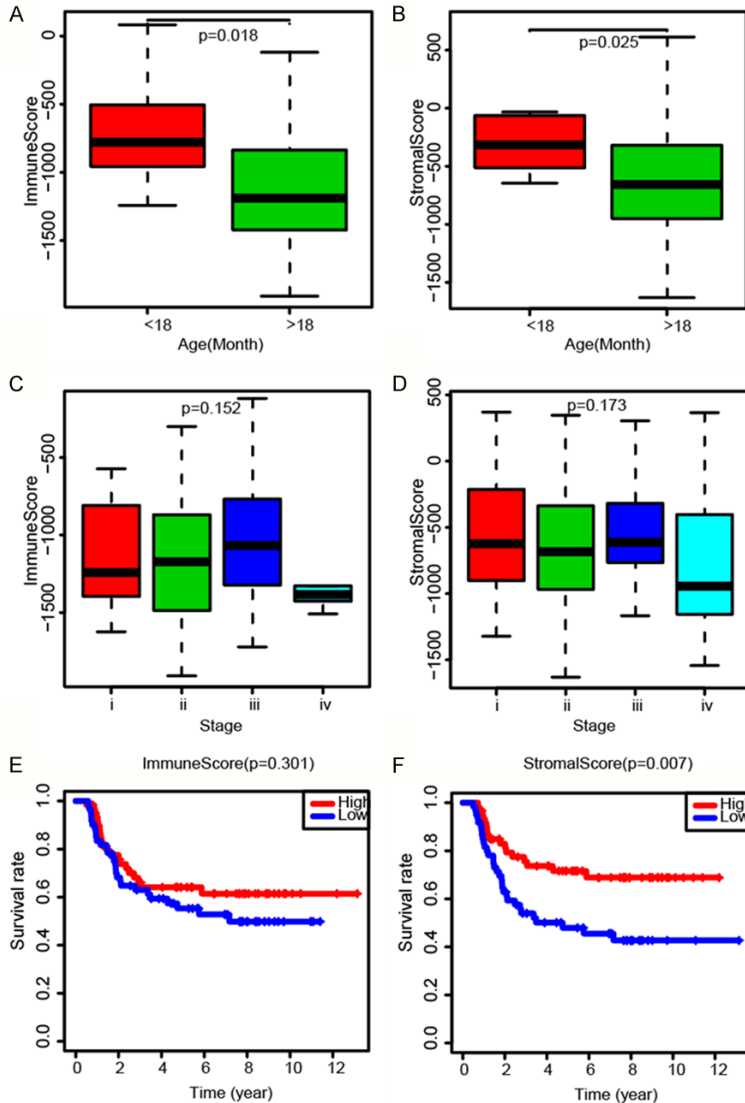 A
p=0.018
ImmuneScore
0
−500
−1000
−1500
<18 >18
Age(Month)
B
p=0.025
StromalScore
500
0
−500
−1000
−1500
<18 >18
Age(Month)
C
p=0.152
ImmuneScore
−500
−1000
−1500
i ii iii iv
Stage
D
p=0.173
StromalScore
500
0
−500
−1000
−1500
i ii iii iv
Stage
E
ImmuneScore(p=0.301)
High
Low
Survival rate
1.0
0.8
0.6
0.4
0.2
0.0
0 2 4 6 8 10 12
Time (year)
F
StromalScore(p=0.007)
High
Low
Survival rate
1.0
0.8
0.6
0.4
0.2
0.0
0 2 4 6 8 10 12
Time (year)